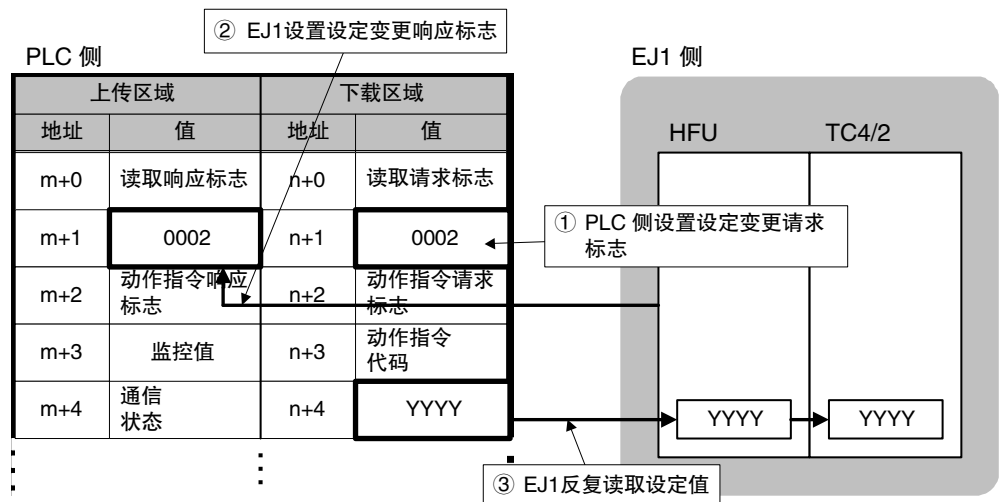 ② EJ1设置设定变更响应标志
PLC 侧
EJ1 侧
上传区域 下载区域
地址 值 地址 值
HFU TC4/2
m+0 读取响应标志 n+0 读取请求标志
① PLC 侧设置设定变更请求
标志
m+1 0002 n+1 0002
m+2 动作指令响应
标志 n+2 动作指令请求
标志
m+3 监控值 n+3 动作指令
代码
m+4 通信
状态 n+4 YYYY
YYYY YYYY
③ EJ1反复读取设定值